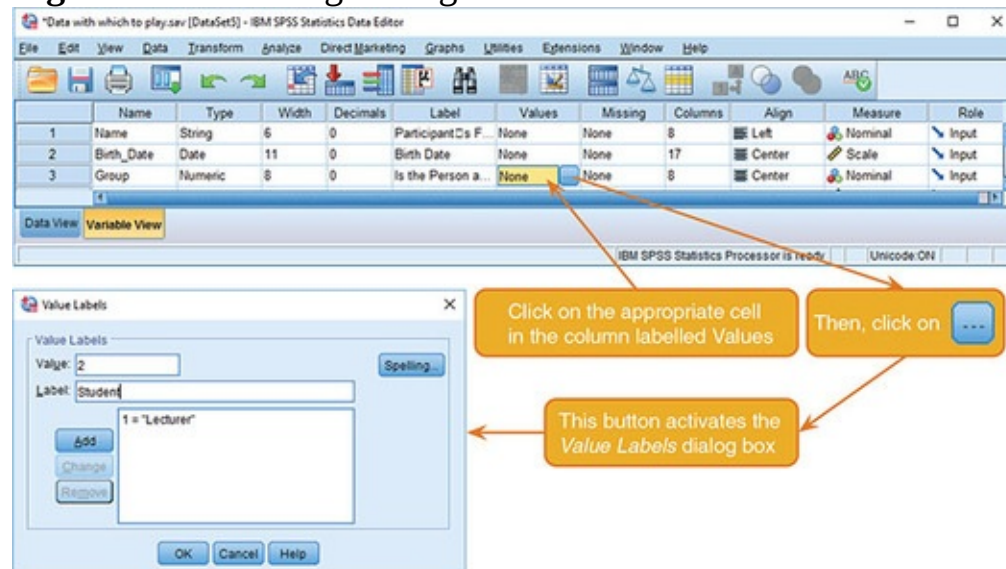 *Data with which to play.sav [DataSet5] - IBM SPSS Statistics Data Editor
File Edit View Data Transform Analyze Direct Marketing Graphs Utilities Extensions Window Help
Name Type Width Decimals Label Values Missing Columns Align Measure Role
1 Name String 6 0 Participant□s F... None None 8 Left Nominal Input
2 Birth_Date Date 11 0 Birth Date None None 17 Center Scale Input
3 Group Numeric 8 0 Is the Person a... None ... None 8 Center Nominal Input
Data View Variable View
IBM SPSS Statistics Processor is ready Unicode:ON
Value Labels
Value Labels
Value: 2
Spelling...
Label: Student
1 = "Lecturer"
Add
Change
Remove
OK Cancel Help
Click on the appropriate cell
in the column labelled Values
Then, click on ...
This button activates the
Value Labels dialog box